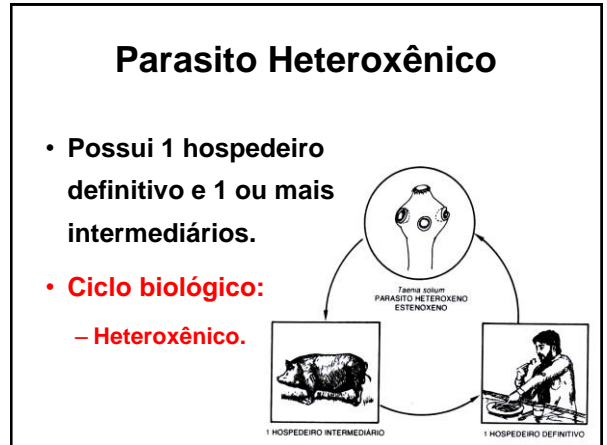 Parasito Heteroxênico
• Possui 1 hospedeiro
definitivo e 1 ou mais
intermediários.
• Ciclo biológico:
– Heteroxênico.
Taenia solium
PARASITO HETEROXENO
ESTENOXENO
1 HOSPEDEIRO INTERMEDIÁRIO
1 HOSPEDEIRO DEFINITIVO